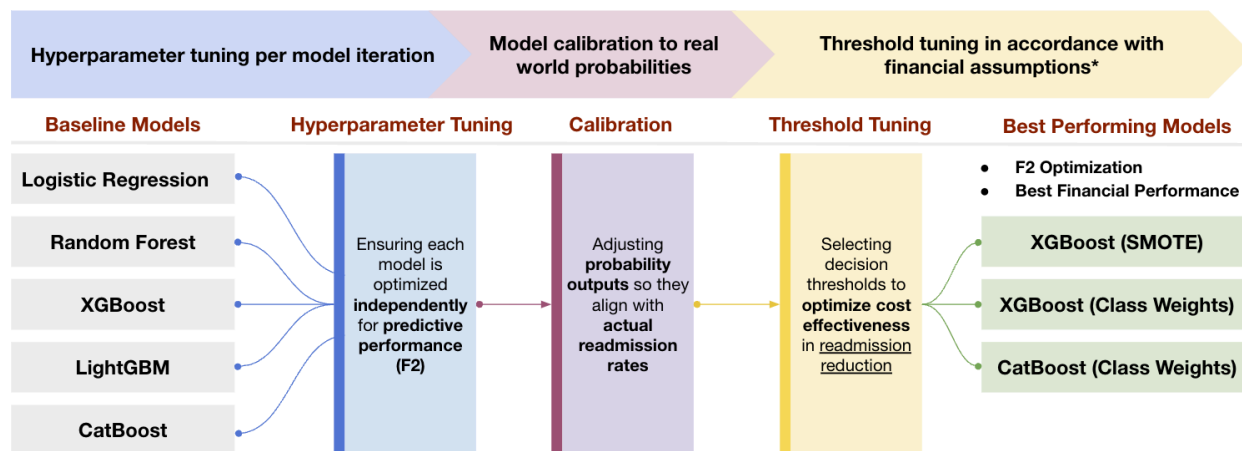 Hyperparameter tuning per model iteration
Model calibration to real
world probabilities
Threshold tuning in accordance with
financial assumptions*
Baseline Models
Hyperparameter Tuning
Calibration
Threshold Tuning
Best Performing Models
Logistic Regression
Random Forest
XGBoost
LightGBM
CatBoost
Ensuring each
model is
optimized
independently
for predictive
performance
(F2)
Adjusting
probability
outputs so they
align with
actual
readmission
rates
Selecting
decision
thresholds to
optimize cost
effectiveness
in readmission
reduction
● F2 Optimization
● Best Financial Performance
XGBoost (SMOTE)
XGBoost (Class Weights)
CatBoost (Class Weights)